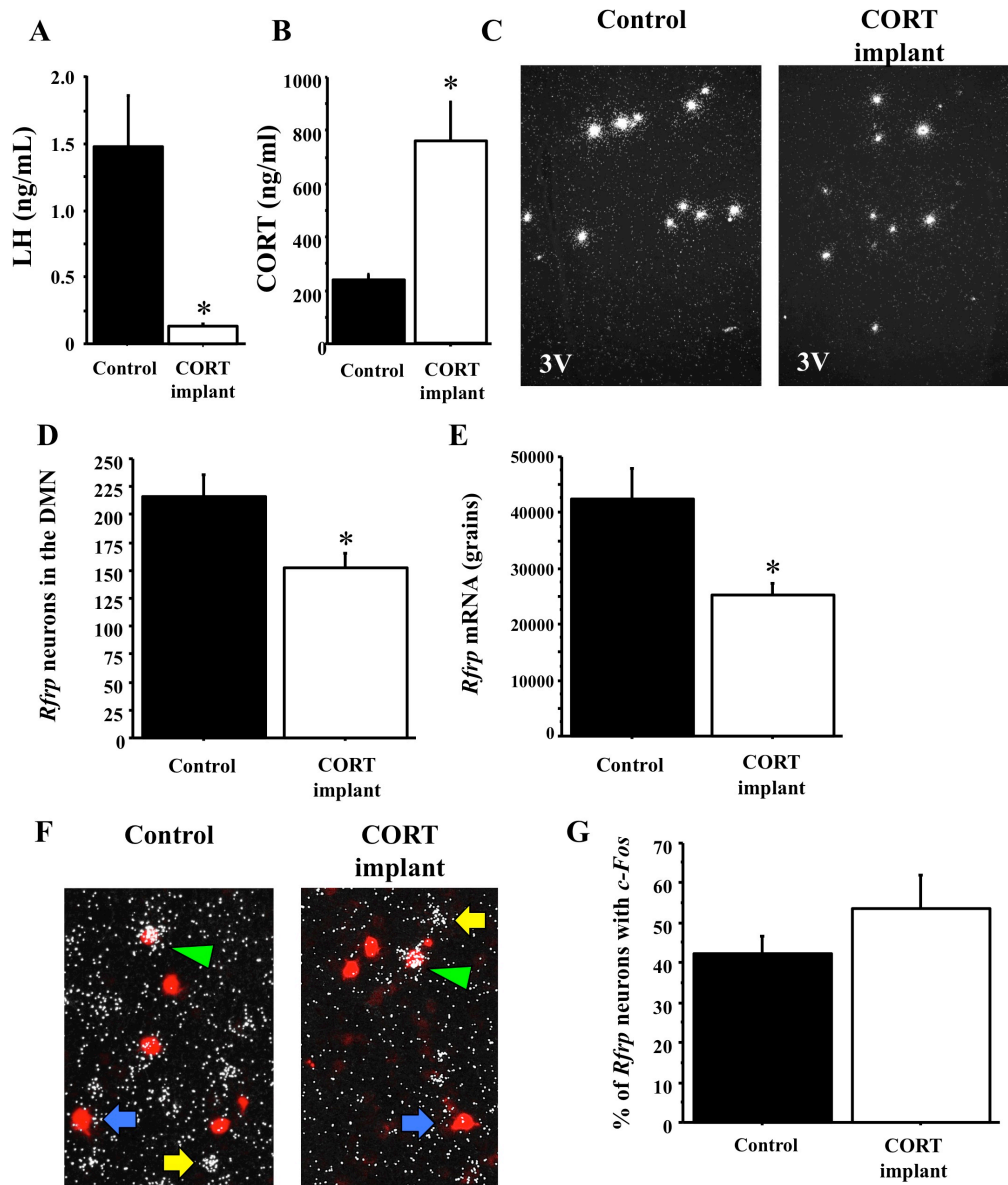 A
LH (ng/mL)
2.0
1.5
1.0
0.5
0
*
Control
CORT
implant
B
CORT (ng/ml)
1000
800
600
400
200
0
*
Control
CORT
implant
C
Control
CORT
implant
3V
3V
D
Rfrp neurons in the DMN
250
225
200
175
150
125
100
75
50
25
0
*
Control
CORT
implant
E
Rfrp mRNA (grains)
50000
40000
30000
20000
10000
0
*
Control
CORT
implant
F
Control
CORT
implant
G
% of Rfrp neurons with c-Fos
70
60
50
40
30
20
10
0
Control
CORT
implant